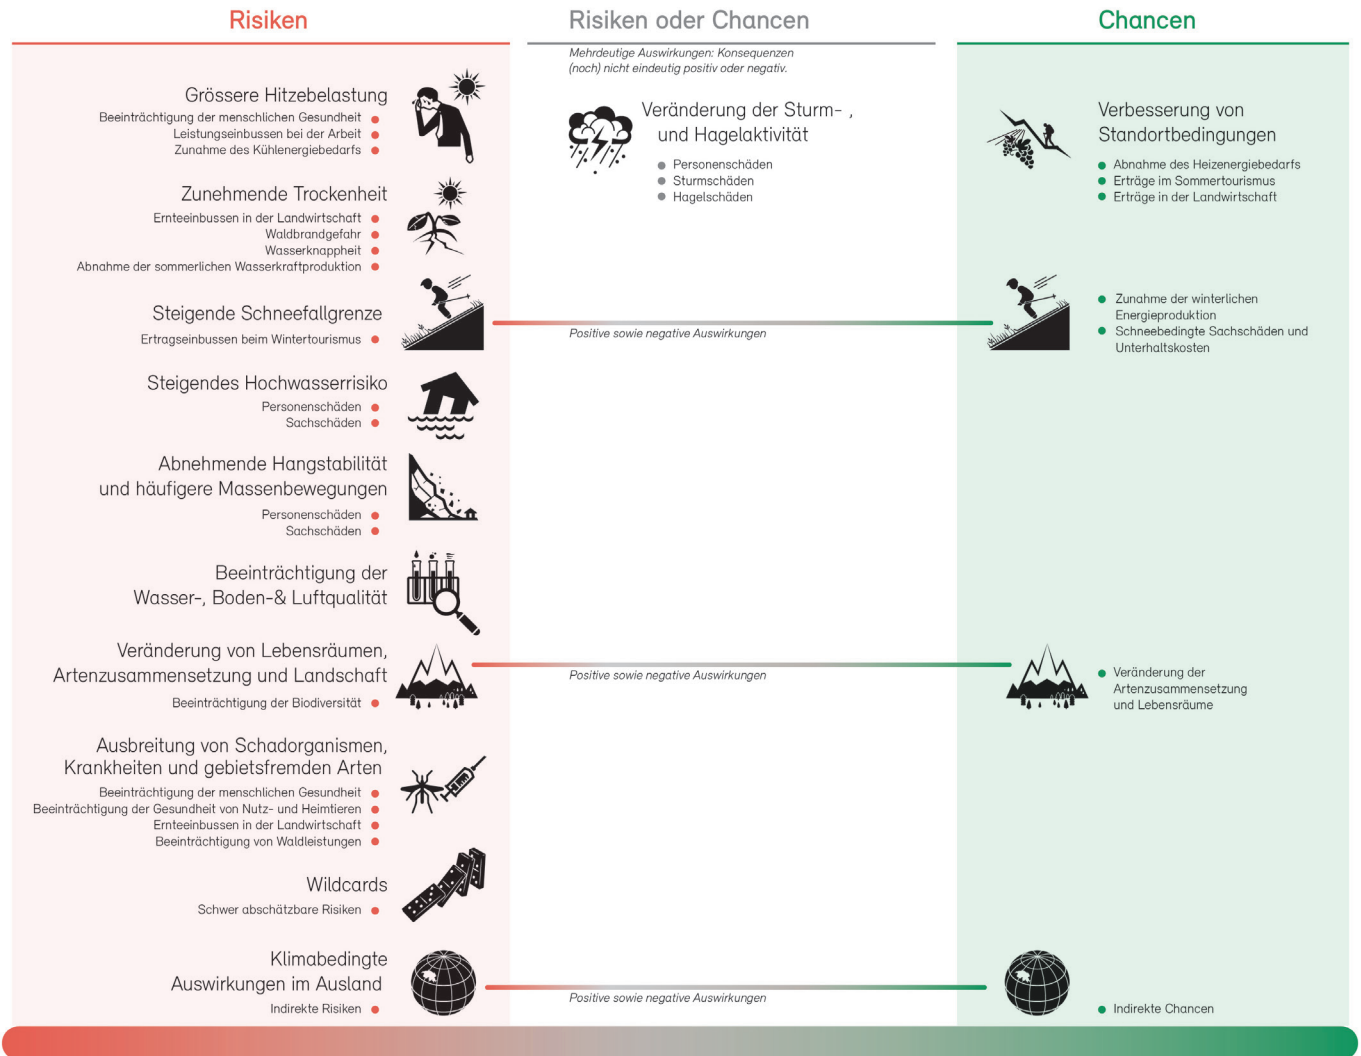 Risiken
Grössere Hitzebelastung
Beeinträchtigung der menschlichen Gesundheit
Leistungseinbussen bei der Arbeit
Zunahme des Kühlenergiebedarfs
Zunehmende Trockenheit
Ernteeinbussen in der Landwirtschaft
Waldbrandgefahr
Wasserknappheit
Abnahme der sommerlichen Wasserkraftproduktion
Steigende Schneefallgrenze
Ertragseinbussen beim Wintertourismus
Steigendes Hochwasserrisiko
Personenschäden
Sachschäden
Abnehmende Hangstabilität
und häufigere Massenbewegungen
Personenschäden
Sachschäden
Beeinträchtigung der
Wasser-, Boden-& Luftqualität
Veränderung von Lebensräumen,
Artenzusammensetzung und Landschaft
Beeinträchtigung der Biodiversität
Ausbreitung von Schadorganismen,
Krankheiten und gebietsfremden Arten
Beeinträchtigung der menschlichen Gesundheit
Beeinträchtigung der Gesundheit von Nutz- und Heimtieren
Ernteeinbussen in der Landwirtschaft
Beeinträchtigung von Waldleistungen
Wildcards
Schwer abschätzbare Risiken
Klimabedingte
Auswirkungen im Ausland
Indirekte Risiken
Risiken oder Chancen
Mehrdeutige Auswirkungen: Konsequenzen
(noch) nicht eindeutig positiv oder negativ.
Veränderung der Sturm- ,
und Hagelaktivität
Personenschäden
Sturmschäden
Hagelschäden
Positive sowie negative Auswirkungen
Positive sowie negative Auswirkungen
Positive sowie negative Auswirkungen
Chancen
Verbesserung von
Standortbedingungen
Abnahme des Heizenergiebedarfs
Erträge im Sommertourismus
Erträge in der Landwirtschaft
Zunahme der winterlichen
Energieproduktion
Schneebedingte Sachschäden und
Unterhaltskosten
Veränderung der
Artenzusammensetzung
und Lebensräume
Indirekte Chancen